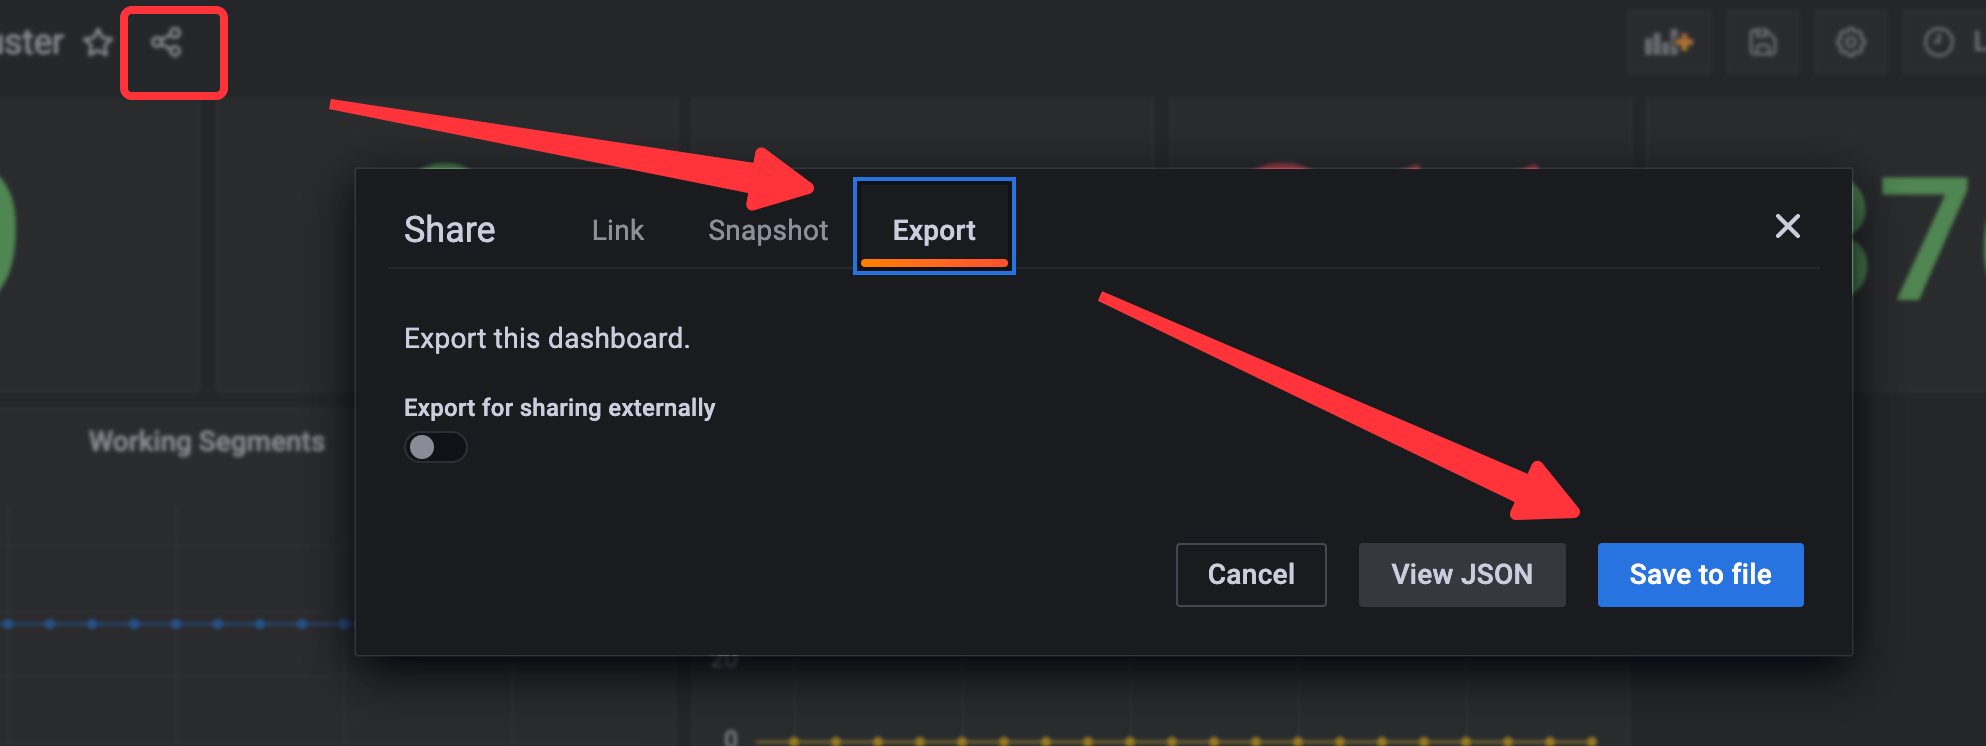 Share
Link
Snapshot
Export
Export this dashboard.
Export for sharing externally
Working Segments
Cancel
View JSON
Save to file
20
0